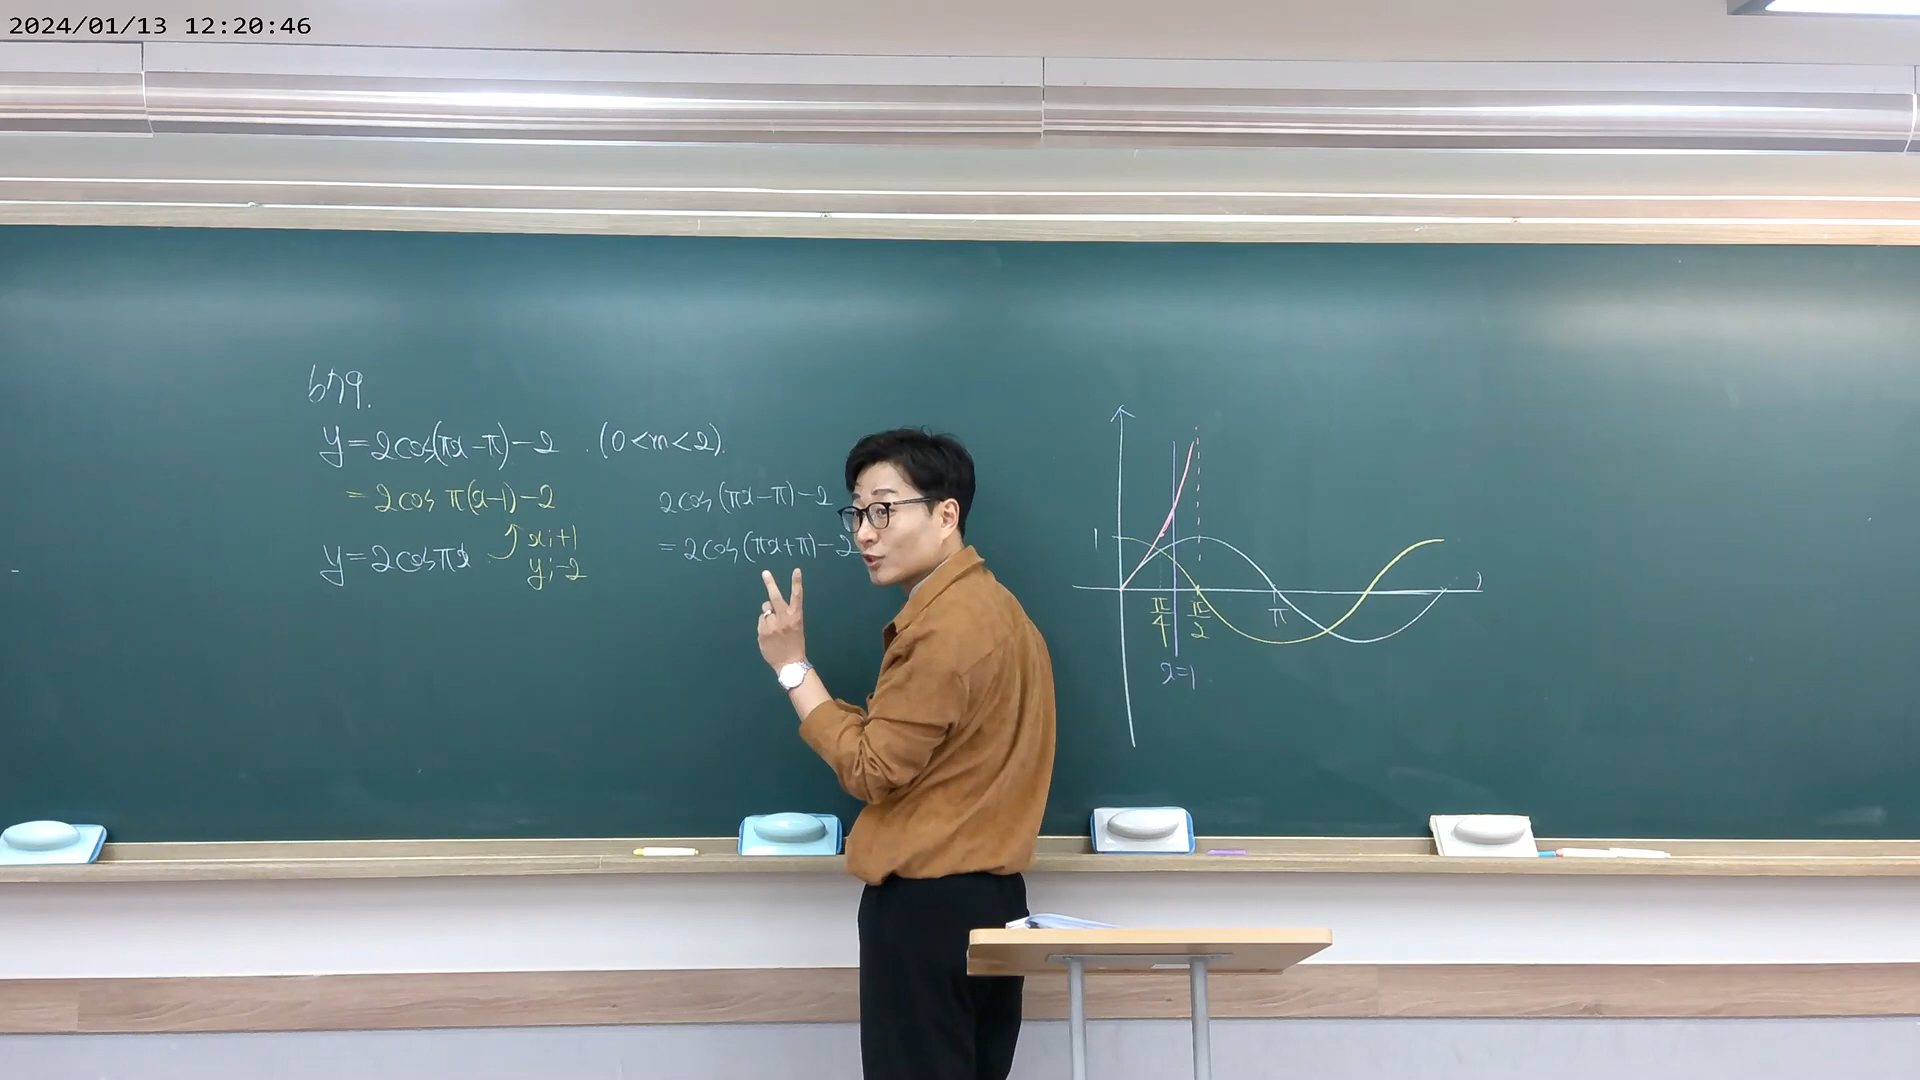 2024/01/13 12:20:46
679.
y=2cos(πx-π)-2 (0<m<2).
=2cos π(x-1)-2
y=2cosπx
x;+1
y;-2
2cos(πx-π)-2
=2cos(πx+π)-2
1
π/4
π/2
π
x=1